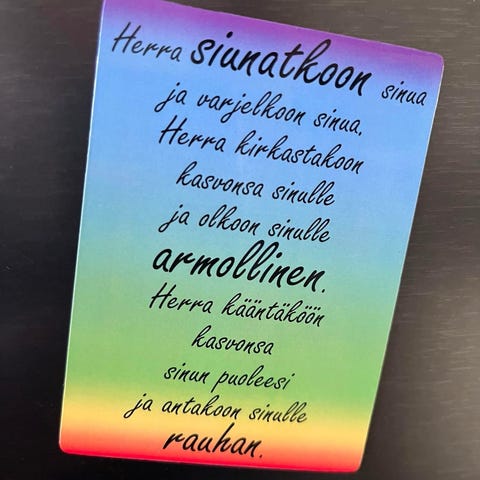 Herra siunatkoon sinua
ja varjelkoon sinua,
Herra kirkastakoon
kasvonsa sinulle
ja olkoon sinulle
armollinen.
Herra kääntäköön
kasvonsa
sinun puoleesi
ja antakoon sinulle
rauhan.